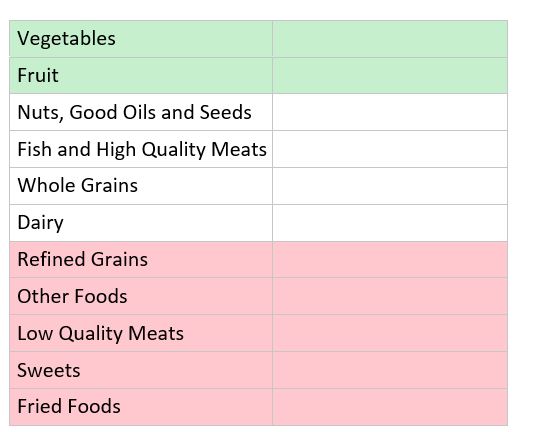 Vegetables
Fruit
Nuts, Good Oils and Seeds
Fish and High Quality Meats
Whole Grains
Dairy
Refined Grains
Other Foods
Low Quality Meats
Sweets
Fried Foods